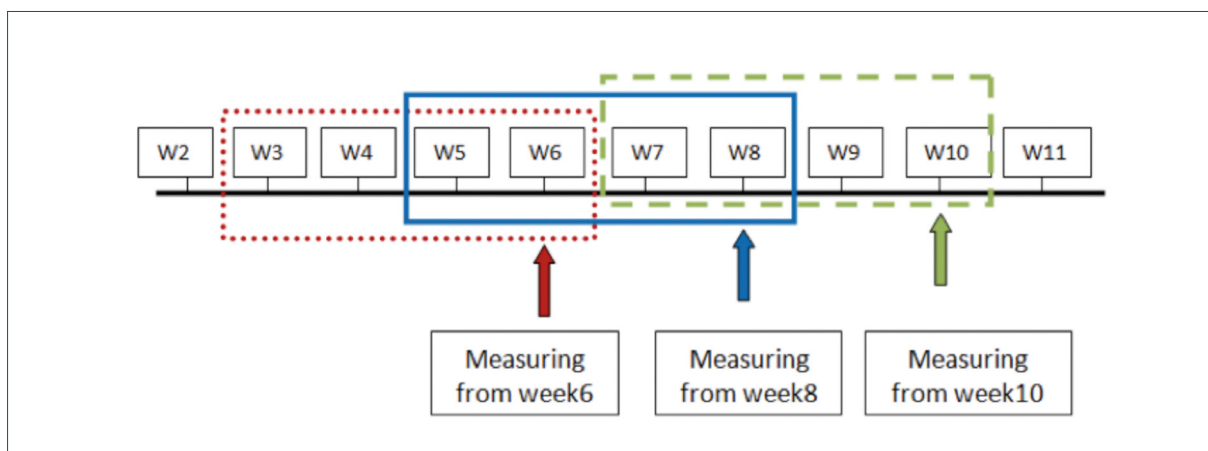 W2 W3 W4 W5 W6 W7 W8 W9 W10 W11
Measuring
from week6
Measuring
from week8
Measuring
from week10